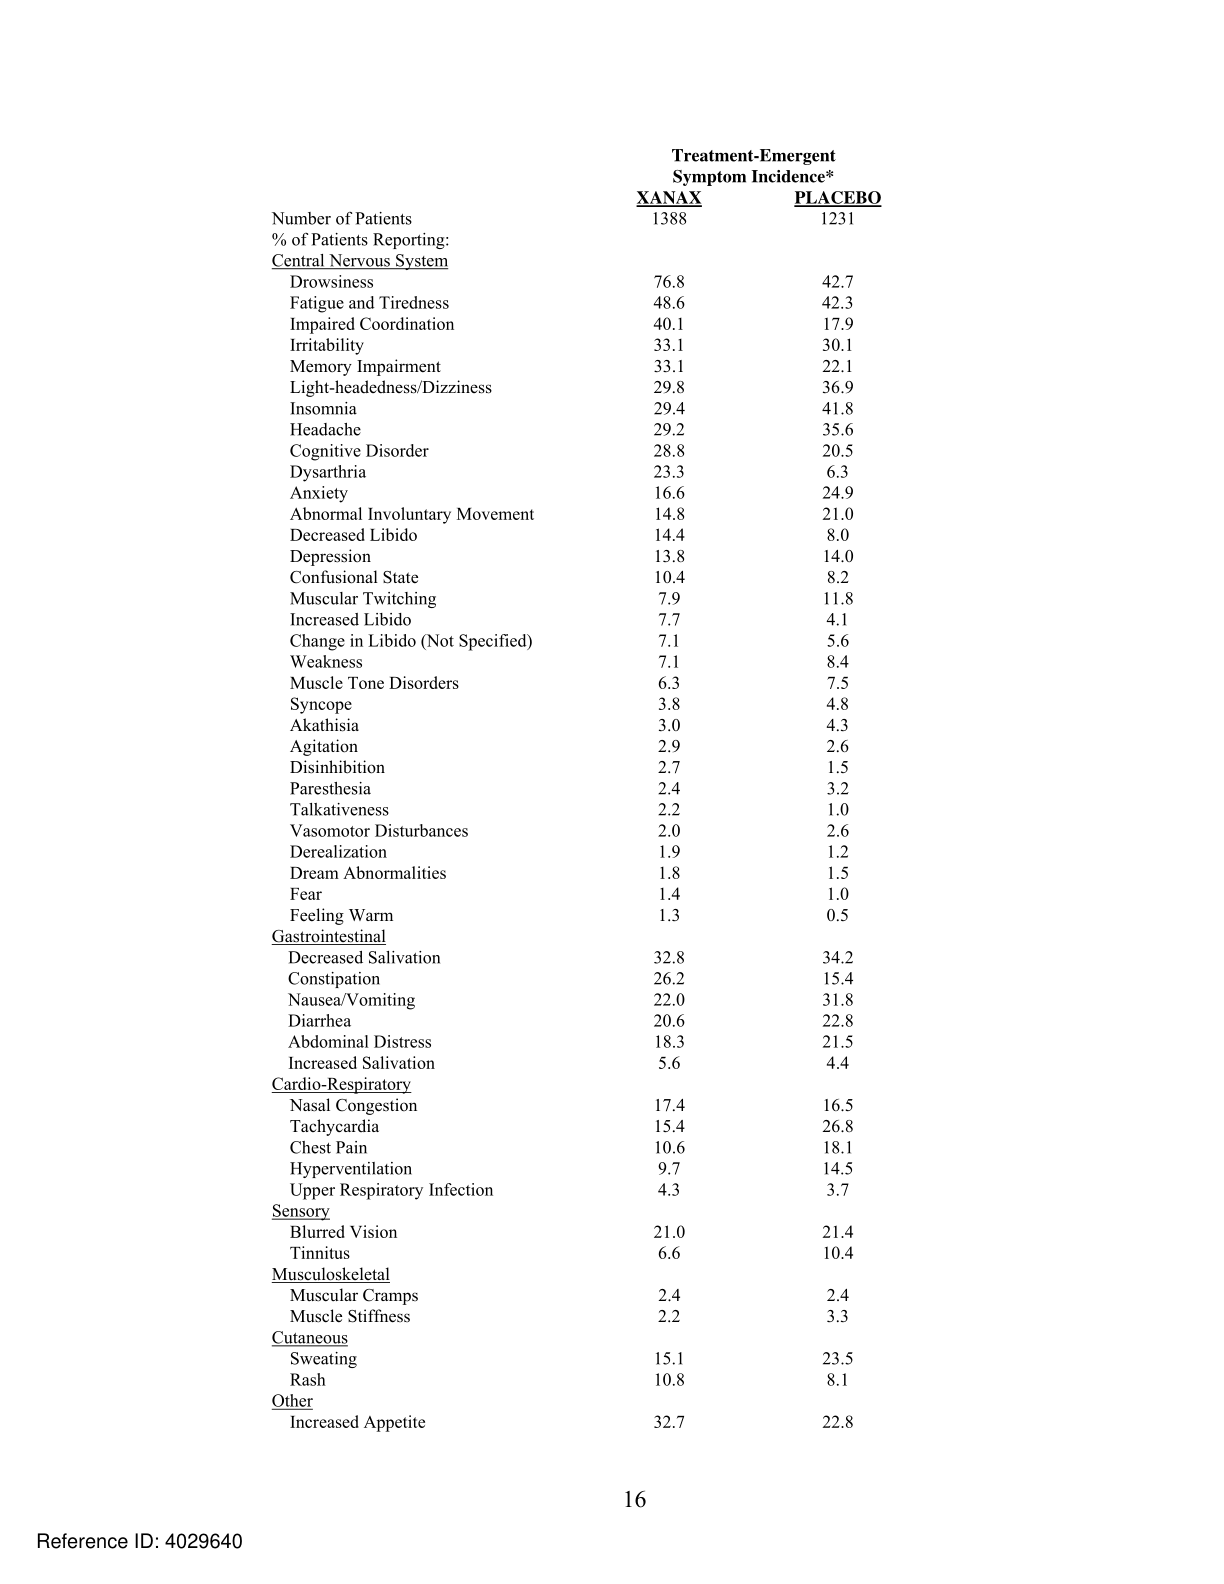 Treatment-Emergent
Symptom Incidence*
XANAX PLACEBO
Number of Patients 1388 1231
% of Patients Reporting:
Central Nervous System
Drowsiness 76.8 42.7
Fatigue and Tiredness 48.6 42.3
Impaired Coordination 40.1 17.9
Irritability 33.1 30.1
Memory Impairment 33.1 22.1
Light-headedness/Dizziness 29.8 36.9
Insomnia 29.4 41.8
Headache 29.2 35.6
Cognitive Disorder 28.8 20.5
Dysarthria 23.3 6.3
Anxiety 16.6 24.9
Abnormal Involuntary Movement 14.8 21.0
Decreased Libido 14.4 8.0
Depression 13.8 14.0
Confusional State 10.4 8.2
Muscular Twitching 7.9 11.8
Increased Libido 7.7 4.1
Change in Libido (Not Specified) 7.1 5.6
Weakness 7.1 8.4
Muscle Tone Disorders 6.3 7.5
Syncope 3.8 4.8
Akathisia 3.0 4.3
Agitation 2.9 2.6
Disinhibition 2.7 1.5
Paresthesia 2.4 3.2
Talkativeness 2.2 1.0
Vasomotor Disturbances 2.0 2.6
Derealization 1.9 1.2
Dream Abnormalities 1.8 1.5
Fear 1.4 1.0
Feeling Warm 1.3 0.5
Gastrointestinal
Decreased Salivation 32.8 34.2
Constipation 26.2 15.4
Nausea/Vomiting 22.0 31.8
Diarrhea 20.6 22.8
Abdominal Distress 18.3 21.5
Increased Salivation 5.6 4.4
Cardio-Respiratory
Nasal Congestion 17.4 16.5
Tachycardia 15.4 26.8
Chest Pain 10.6 18.1
Hyperventilation 9.7 14.5
Upper Respiratory Infection 4.3 3.7
Sensory
Blurred Vision 21.0 21.4
Tinnitus 6.6 10.4
Musculoskeletal
Muscular Cramps 2.4 2.4
Muscle Stiffness 2.2 3.3
Cutaneous
Sweating 15.1 23.5
Rash 10.8 8.1
Other
Increased Appetite 32.7 22.8
16
Reference ID: 4029640